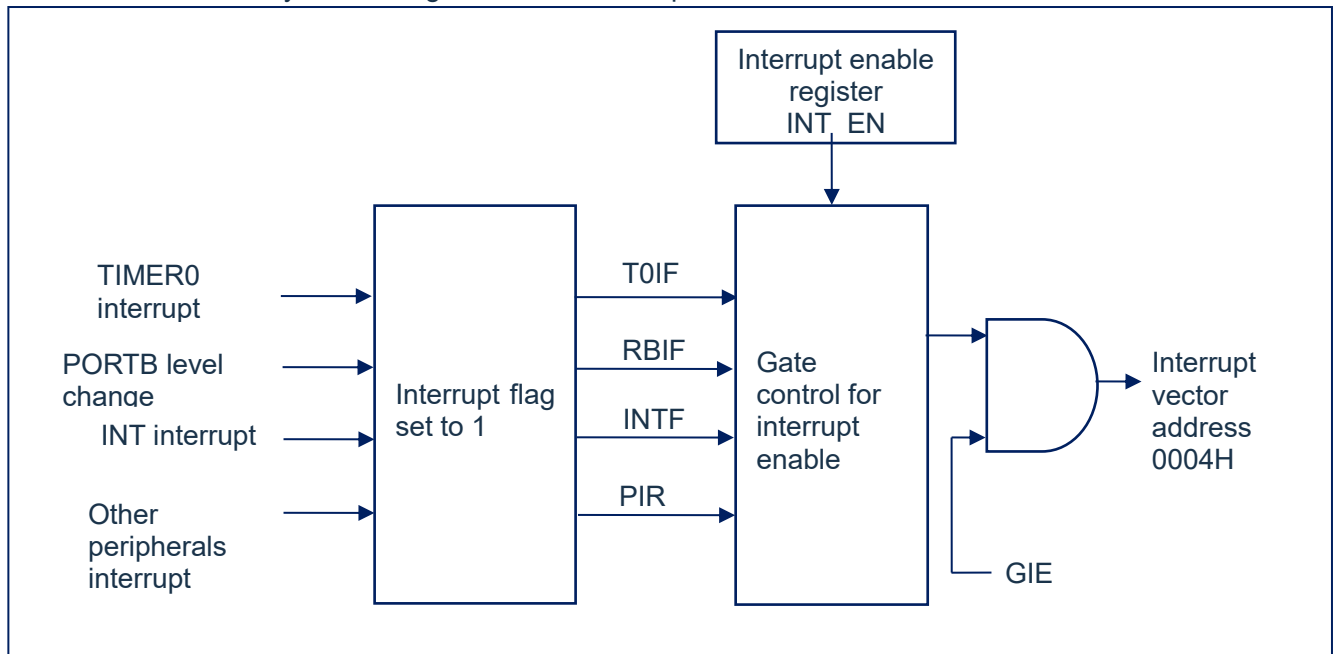 Interrupt enable
register
INT_EN
TIMER0
interrupt
PORTB level
change
INT interrupt
Other
peripherals
interrupt
Interrupt flag
set to 1
T0IF
RBIF
INTF
PIR
Gate
control for
interrupt
enable
Interrupt
vector
address
0004H
GIE